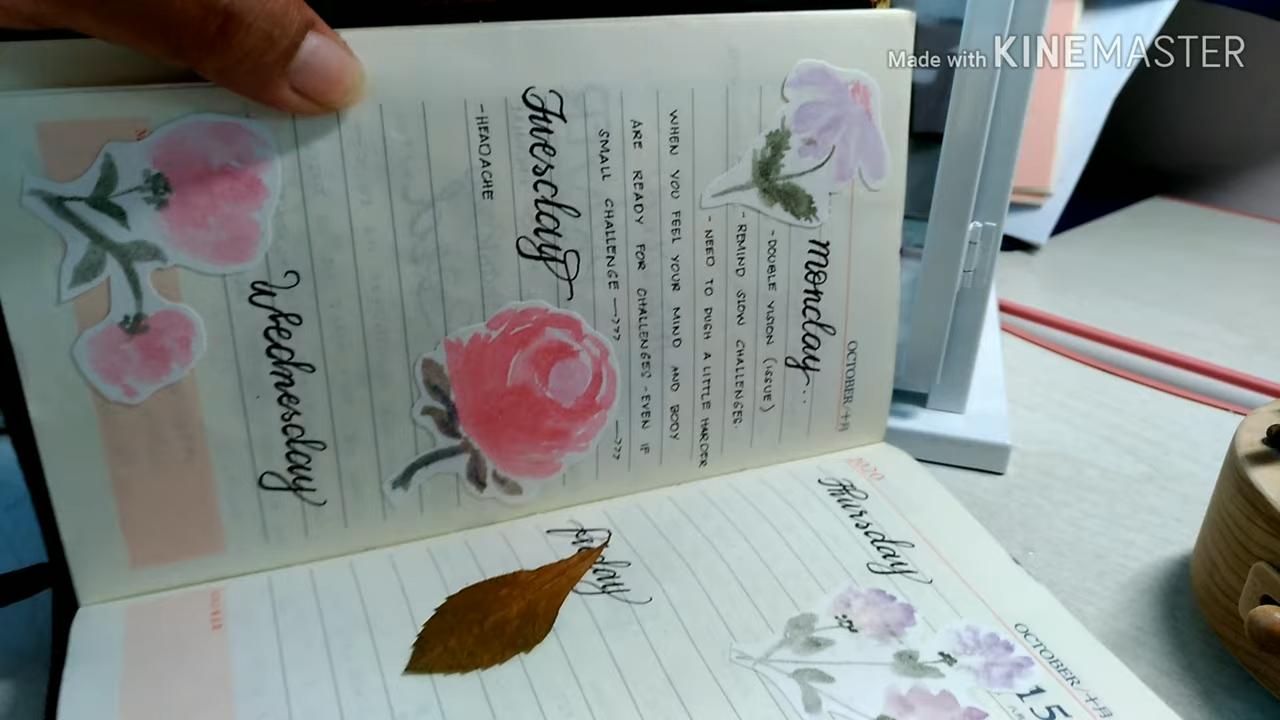 Made with KINEMASTER
OCTOBER/十月
Monday..
- DOUBLE VISION (ISSUE)
- REMIND SLOW CHALLENGES.
- NEED TO PUSH A LITTLE HARDER
WHEN YOU FEEL YOUR MIND AND BODY
ARE READY FOR CHALLENGES - EVEN IF
SMALL CHALLENGE —>?? —>??
Tuesday
-HEADACHE
Wednesday
2020
Thursday
OCTOBER/十月
15
friday